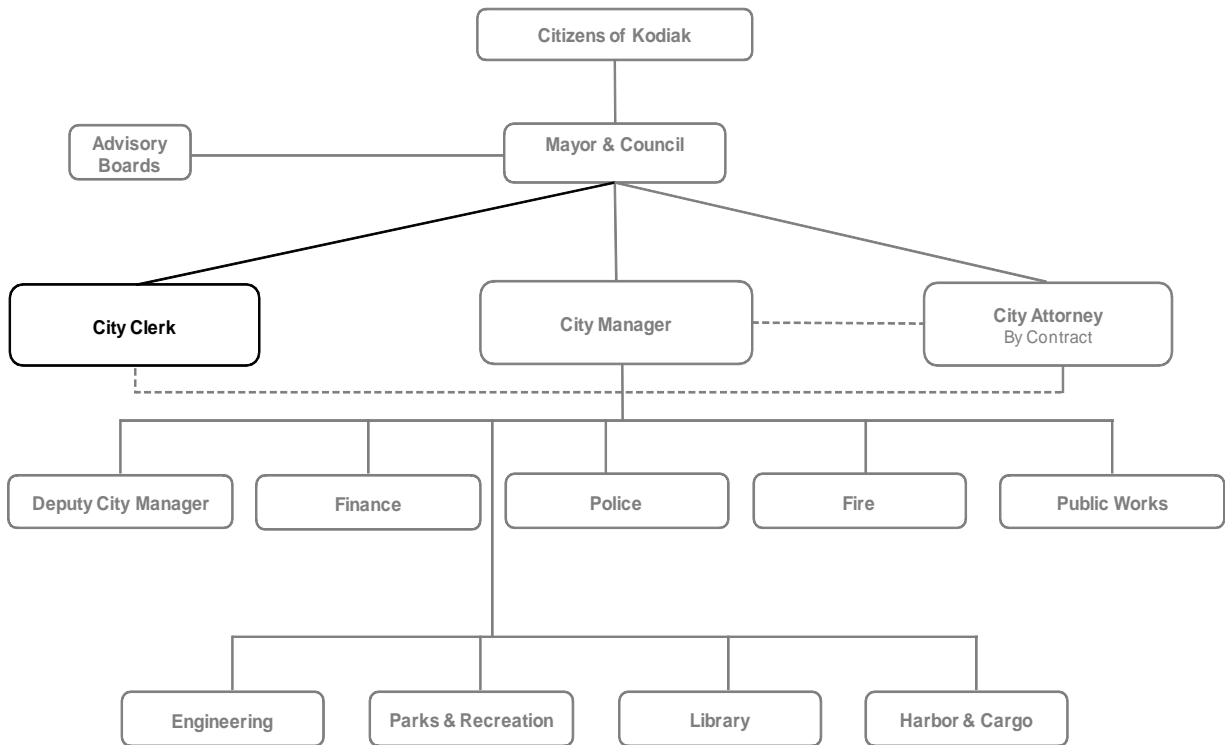 Citizens of Kodiak
Advisory
Boards
Mayor & Council
City Clerk
City Manager
City Attorney
By Contract
Deputy City Manager
Finance
Police
Fire
Public Works
Engineering
Parks & Recreation
Library
Harbor & Cargo